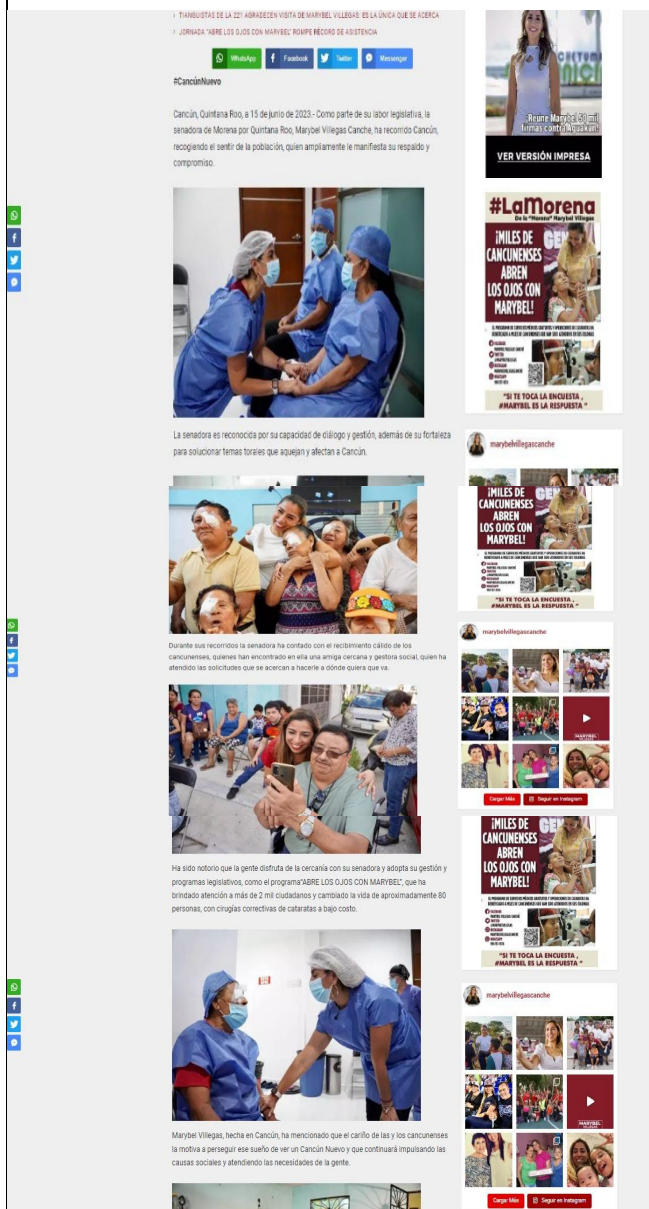 › TIANGUISTAS DE LA 221 AGRADECEN VISITA DE MARYBEL VILLEGAS: ES LA ÚNICA QUE SE ACERCA
› JORNADA "ABRE LOS OJOS CON MARYBEL" ROMPE RÉCORD DE ASISTENCIA
WhatsApp Facebook Twitter Messenger
#CancúnNuevo
Cancún, Quintana Roo, a 15 de junio de 2023.- Como parte de su labor legislativa, la
senadora de Morena por Quintana Roo, Marybel Villegas Canche, ha recorrido Cancún,
recogiendo el sentir de la población, quien ampliamente le manifiesta su respaldo y
compromiso.
La senadora es reconocida por su capacidad de diálogo y gestión, además de su fortaleza
para solucionar temas torales que aquejan y afectan a Cancún.
Durante sus recorridos la senadora ha contado con el recibimiento cálido de los
cancunenses, quienes han encontrado en ella una amiga cercana y gestora social, quien ha
atendido las solicitudes que se acercan a hacerle a dónde quiera que va.
Ha sido notorio que la gente disfruta de la cercanía con su senadora y adopta su gestión y
programas legislativos, como el programa"ABRE LOS OJOS CON MARYBEL", que ha
brindado atención a más de 2 mil ciudadanos y cambiado la vida de aproximadamente 80
personas, con cirugías correctivas de cataratas a bajo costo.
Marybel Villegas, hecha en Cancún, ha mencionado que el cariño de las y los cancunenses
la motiva a perseguir ese sueño de ver un Cancún Nuevo y que continuará impulsando las
causas sociales y atendiendo las necesidades de la gente.
Reúne Marybel 50 mil
firmas contra Aguakan!
VER VERSIÓN IMPRESA
#LaMorena
De la "Morena" Marybel Villegas
¡MILES DE
CANCUNENSES
ABREN
LOS OJOS CON
MARYBEL!
"SI TE TOCA LA ENCUESTA ,
#MARYBEL ES LA RESPUESTA "
marybelvillegascanche
¡MILES DE
CANCUNENSES
ABREN
LOS OJOS CON
MARYBEL!
"SI TE TOCA LA ENCUESTA ,
#MARYBEL ES LA RESPUESTA "
marybelvillegascanche
MARYBEL
Cargar Más Seguir en Instagram
¡MILES DE
CANCUNENSES
ABREN
LOS OJOS CON
MARYBEL!
"SI TE TOCA LA ENCUESTA ,
#MARYBEL ES LA RESPUESTA "
marybelvillegascanche
MARYBEL
Cargar Más Seguir en Instagram